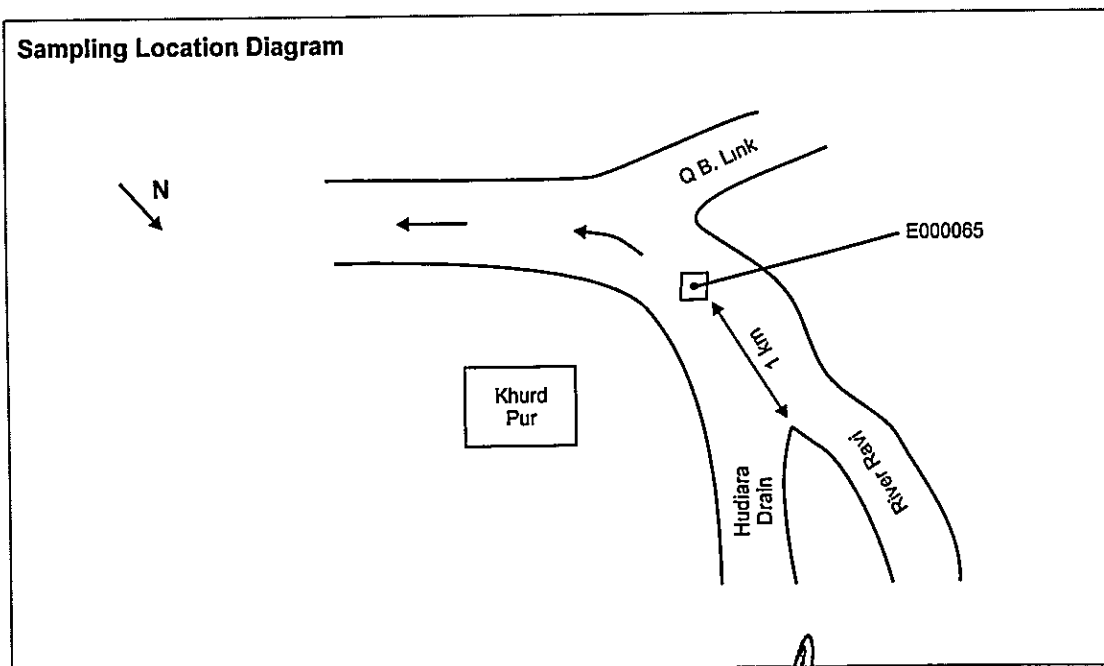 Sampling Location Diagram
N
Q B. Link
E000065
1 km
Khurd
Pur
Hudiara
Drain
River Ravi